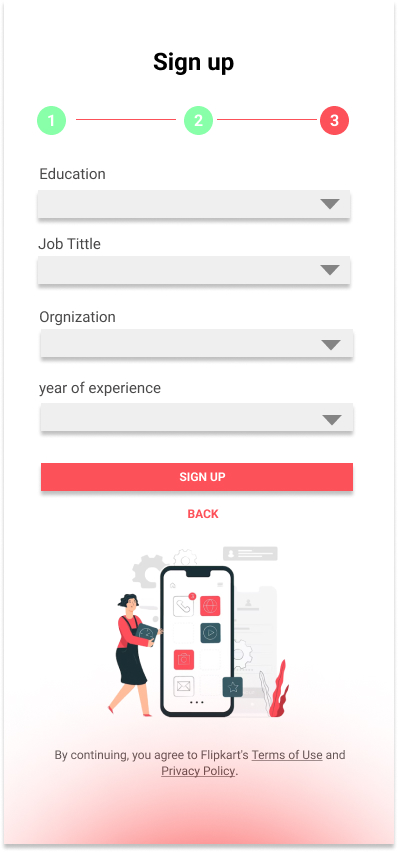 Sign up
1 2 3
Education
Job Tittle
Orgnization
year of experience
SIGN UP
BACK
By continuing, you agree to Flipkart's Terms of Use and
Privacy Policy.